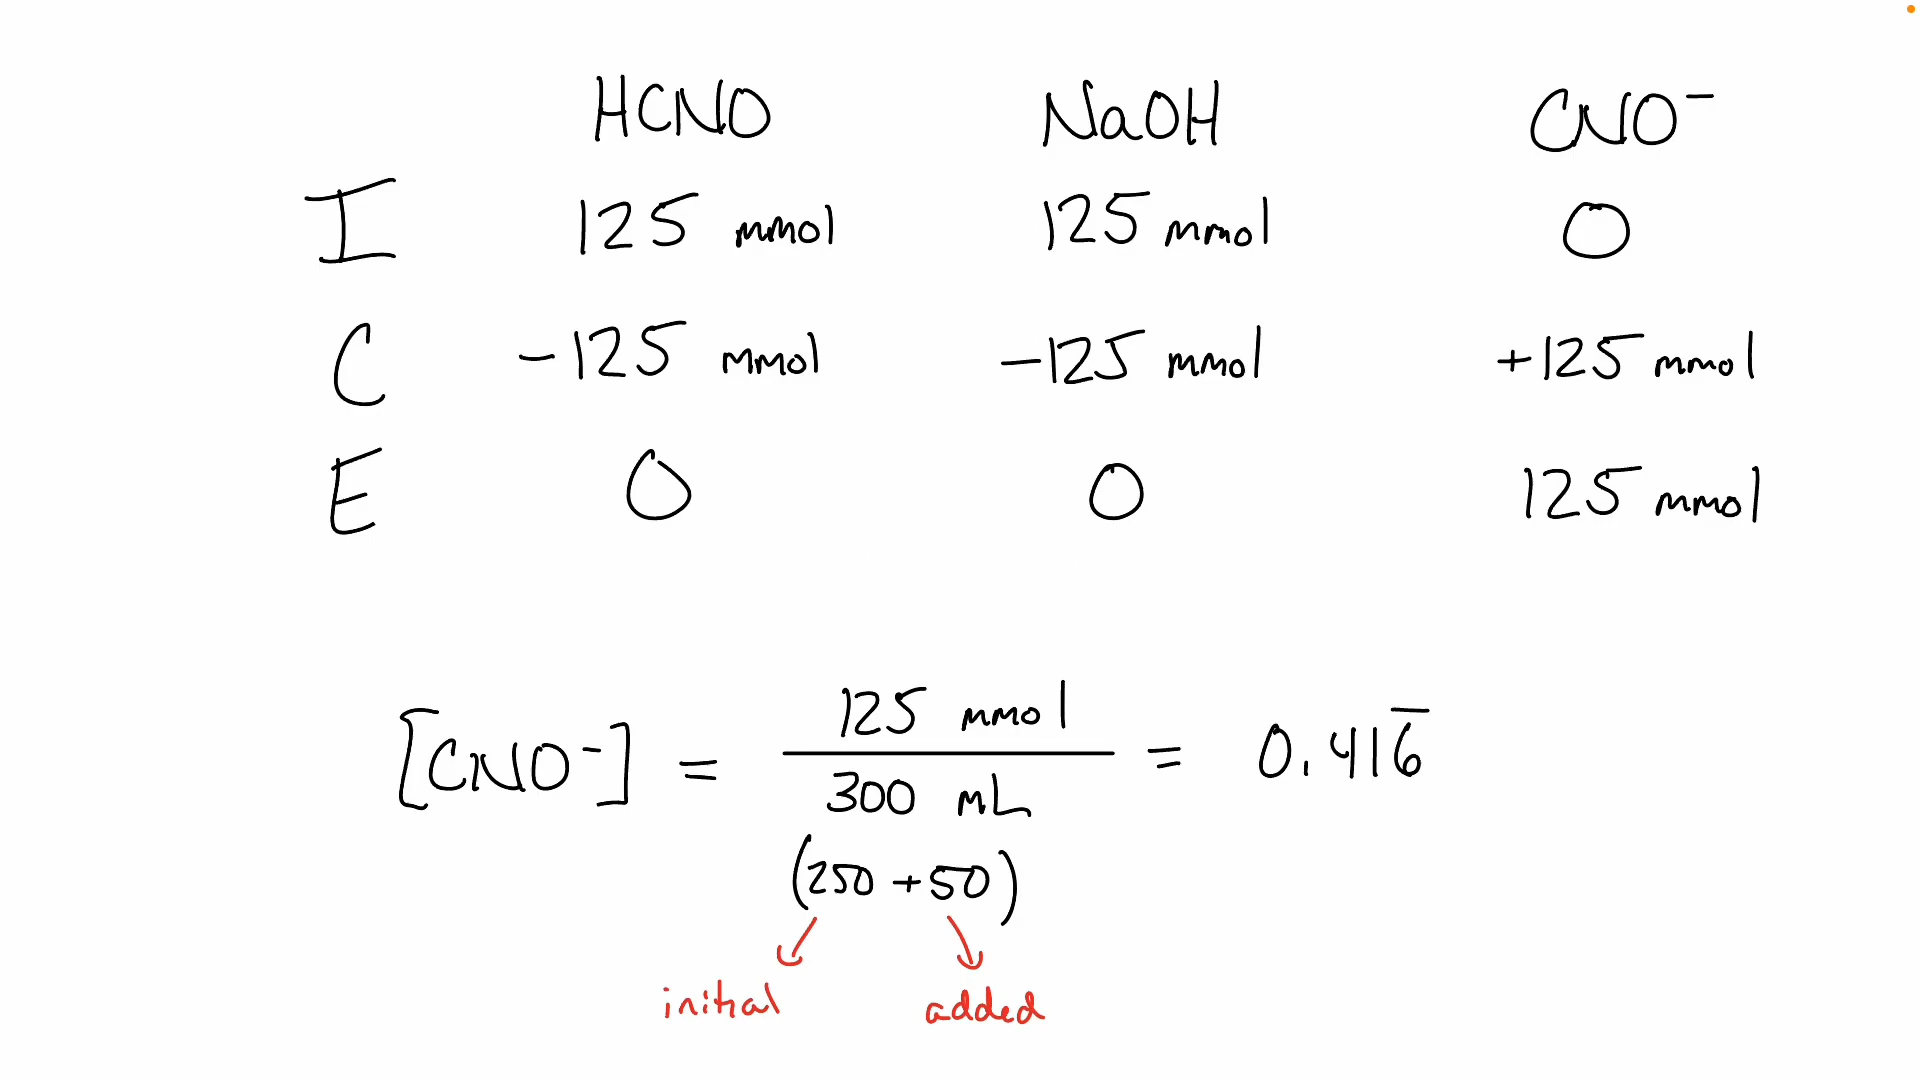 HCNO NaOH CNO⁻
I 125 mmol 125 mmol 0
C -125 mmol -125 mmol +125 mmol
E 0 0 125 mmol
[CNO⁻] = 125 mmol / 300 mL = 0.416̅
(250 + 50)
initial added